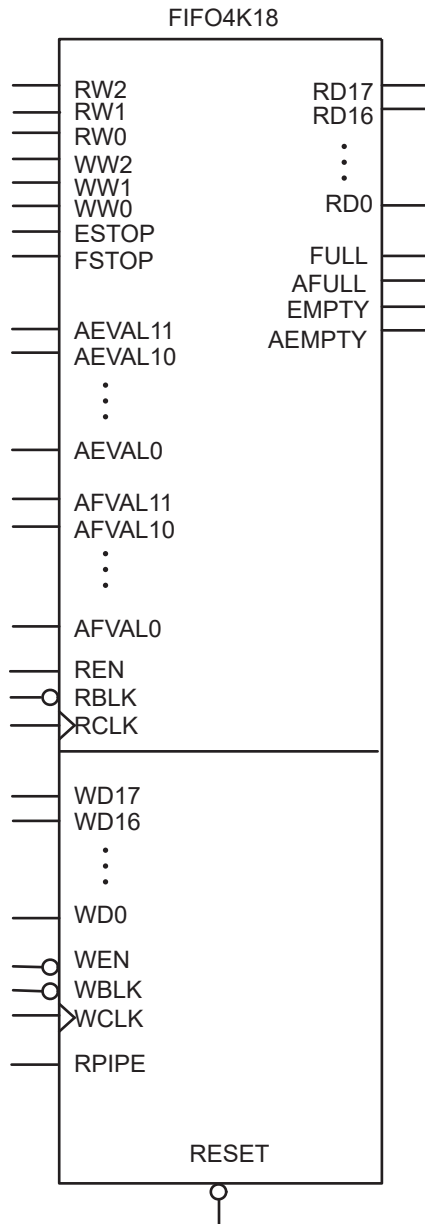 FIFO4K18
RW2
RW1
RW0
WW2
WW1
WW0
ESTOP
FSTOP
AEVAL11
AEVAL10
AEVAL0
AFVAL11
AFVAL10
AFVAL0
REN
RBLK
RCLK
WD17
WD16
WD0
WEN
WBLK
WCLK
RPIPE
RD17
RD16
RD0
FULL
AFULL
EMPTY
AEMPTY
RESET